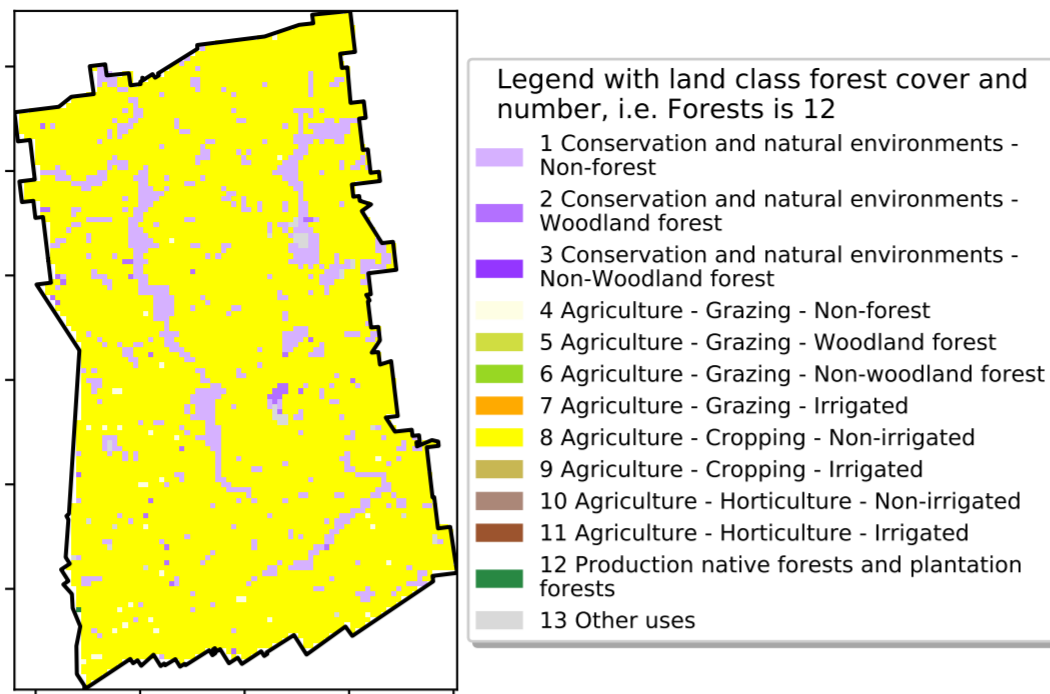 Legend with land class forest cover and
number, i.e. Forests is 12
1 Conservation and natural environments -
Non-forest
2 Conservation and natural environments -
Woodland forest
3 Conservation and natural environments -
Non-Woodland forest
4 Agriculture - Grazing - Non-forest
5 Agriculture - Grazing - Woodland forest
6 Agriculture - Grazing - Non-woodland forest
7 Agriculture - Grazing - Irrigated
8 Agriculture - Cropping - Non-irrigated
9 Agriculture - Cropping - Irrigated
10 Agriculture - Horticulture - Non-irrigated
11 Agriculture - Horticulture - Irrigated
12 Production native forests and plantation
forests
13 Other uses